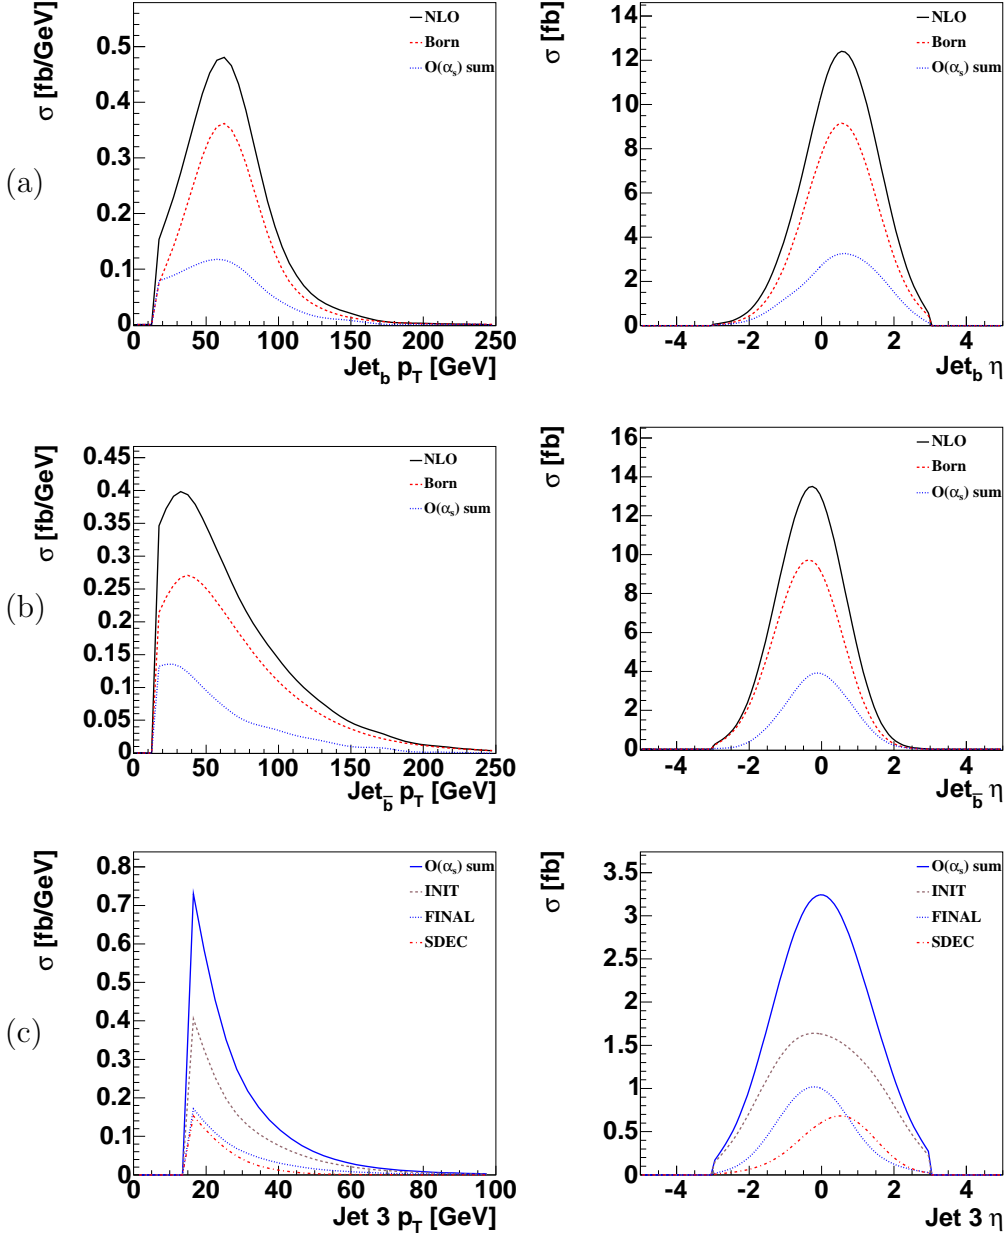 (a)
σ [fb/GeV]
0.5
0.4
0.3
0.2
0.1
0
NLO
Born
O(αₛ) sum
0 50 100 150 200 250
Jet_b p_T [GeV]
σ [fb]
14
12
10
8
6
4
2
0
NLO
Born
O(αₛ) sum
-4 -2 0 2 4
Jet_b η
(b)
σ [fb/GeV]
0.45
0.4
0.35
0.3
0.25
0.2
0.15
0.1
0.05
0
NLO
Born
O(αₛ) sum
0 50 100 150 200 250
Jet_b̄ p_T [GeV]
σ [fb]
16
14
12
10
8
6
4
2
0
NLO
Born
O(αₛ) sum
-4 -2 0 2 4
Jet_b̄ η
(c)
σ [fb/GeV]
0.8
0.7
0.6
0.5
0.4
0.3
0.2
0.1
0
O(αₛ) sum
INIT
FINAL
SDEC
0 20 40 60 80 100
Jet 3 p_T [GeV]
σ [fb]
3.5
3
2.5
2
1.5
1
0.5
0
O(αₛ) sum
INIT
FINAL
SDEC
-4 -2 0 2 4
Jet 3 η